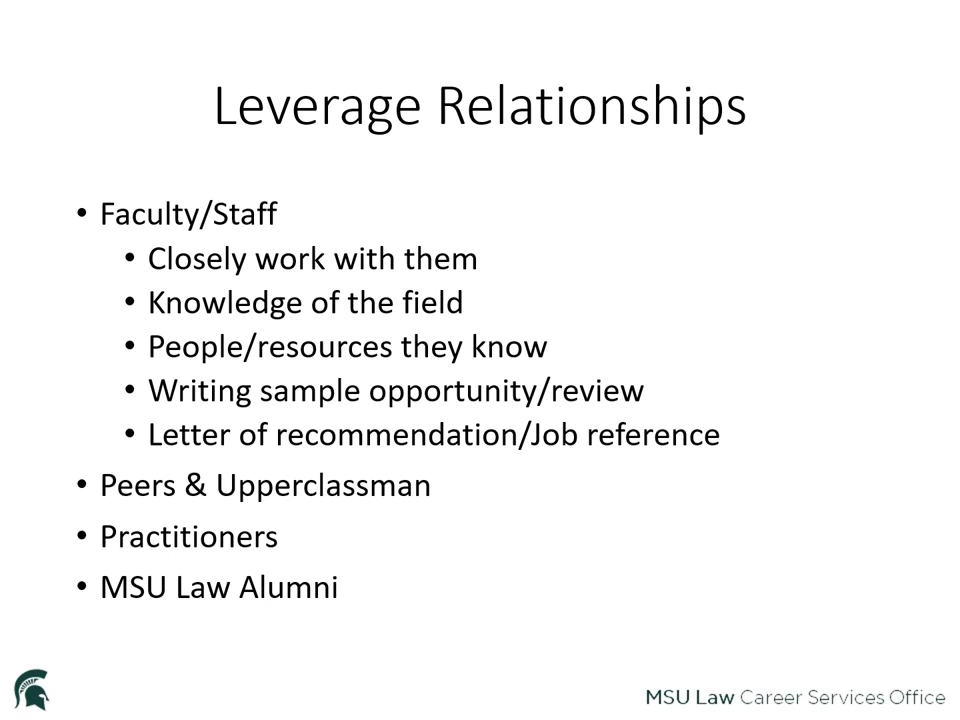 Leverage Relationships
• Faculty/Staff
• Closely work with them
• Knowledge of the field
• People/resources they know
• Writing sample opportunity/review
• Letter of recommendation/Job reference
• Peers & Upperclassman
• Practitioners
• MSU Law Alumni
MSU Law Career Services Office